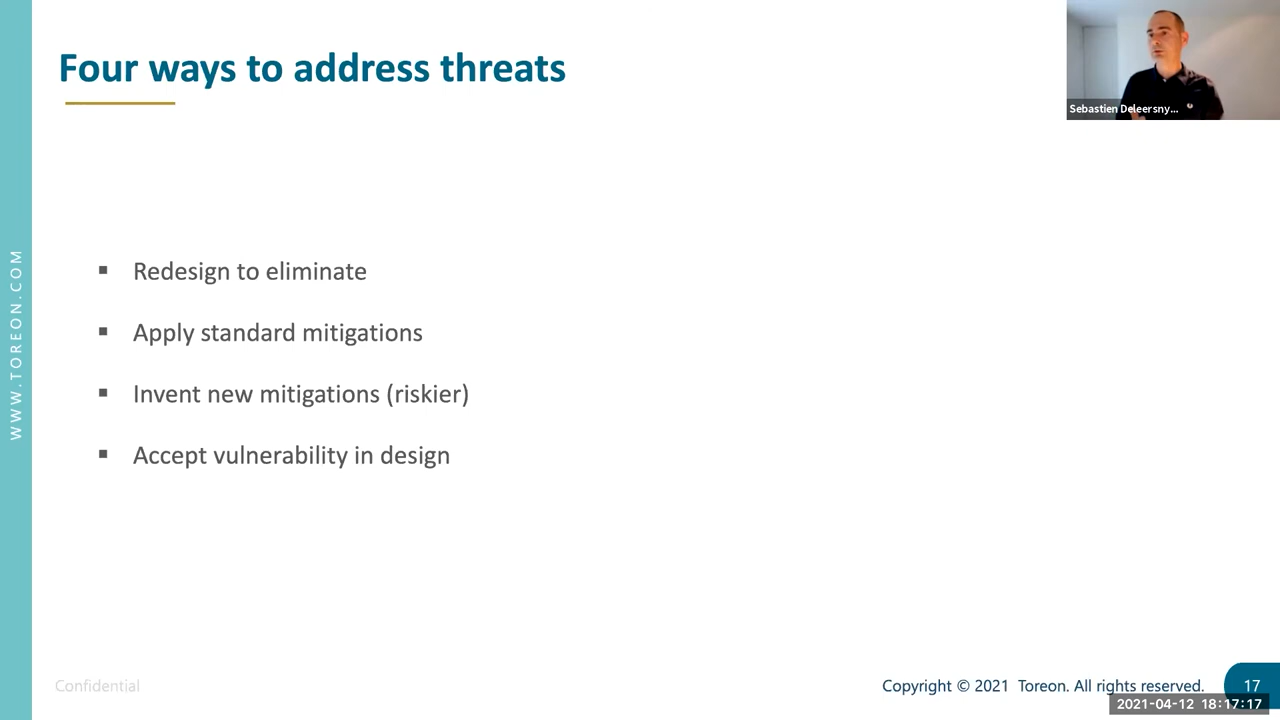 Four ways to address threats
Sebastien Deleersny...
WWW.TOREON.COM
▪ Redesign to eliminate
▪ Apply standard mitigations
▪ Invent new mitigations (riskier)
▪ Accept vulnerability in design
Confidential
Copyright © 2021 Toreon. All rights reserved.
17
2021-04-12 18:17:17